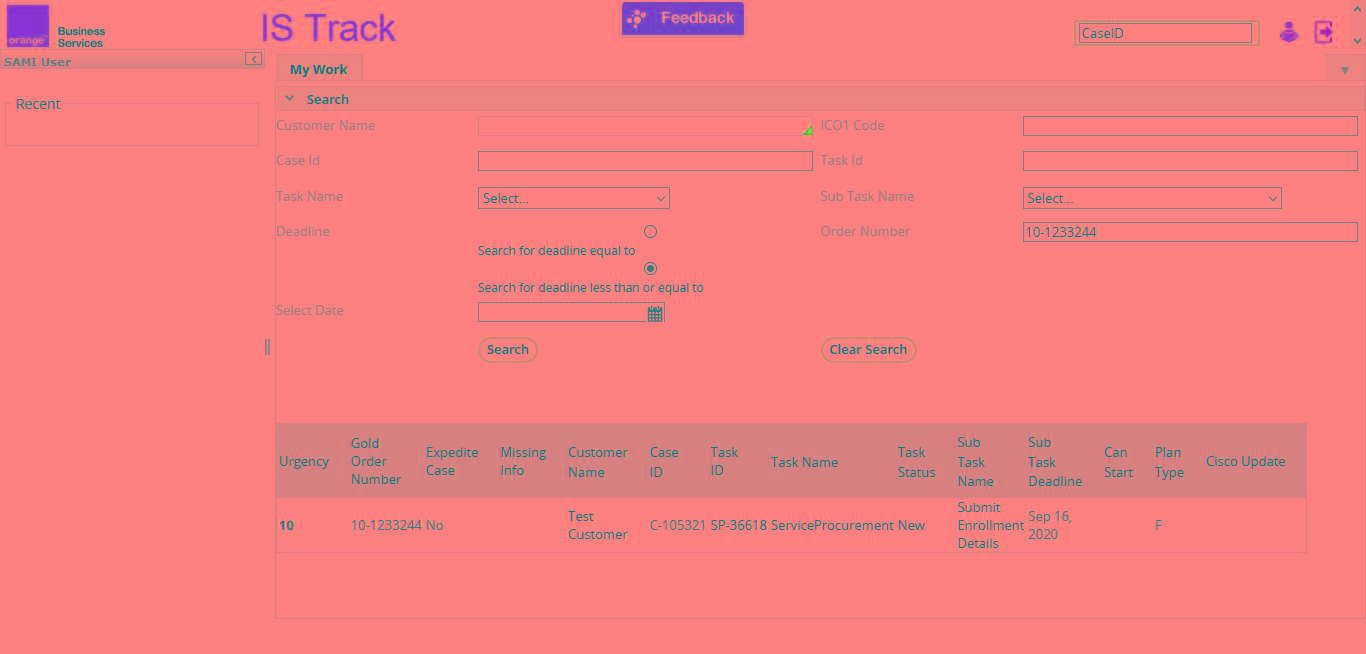 orange™
Business
Services
IS Track
Feedback
CaseID
SAMI User
My Work
Recent
Search
Customer Name
ICO1 Code
Case Id
Task Id
Task Name
Select...
Sub Task Name
Select...
Deadline
Order Number
10-1233244
Search for deadline equal to
Search for deadline less than or equal to
Select Date
Search
Clear Search
Urgency
Gold
Order
Number
Expedite
Case
Missing
Info
Customer
Name
Case
ID
Task
ID
Task Name
Task
Status
Sub
Task
Name
Sub
Task
Deadline
Can
Start
Plan
Type
Cisco Update
10
10-1233244
No
Test
Customer
C-105321
SP-36618
ServiceProcurement
New
Submit
Enrollment
Details
Sep 16,
2020
F